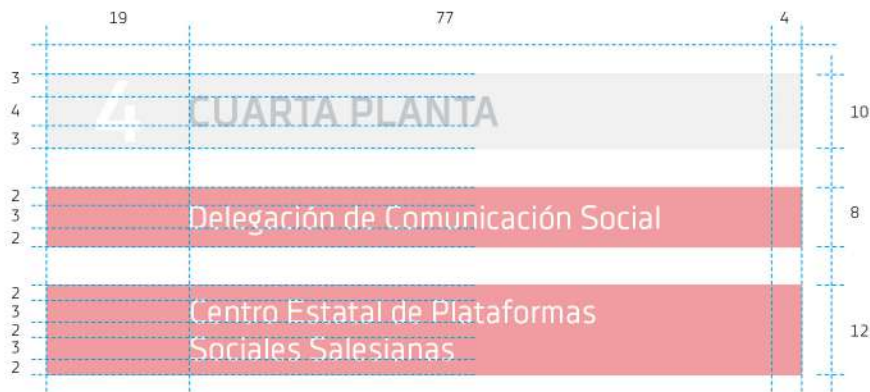 19 77 4
3
4
3
4 CUARTA PLANTA
10
2
3
2
Delegación de Comunicación Social
8
2
3
2
3
2
Centro Estatal de Plataformas
Sociales Salesianas
12